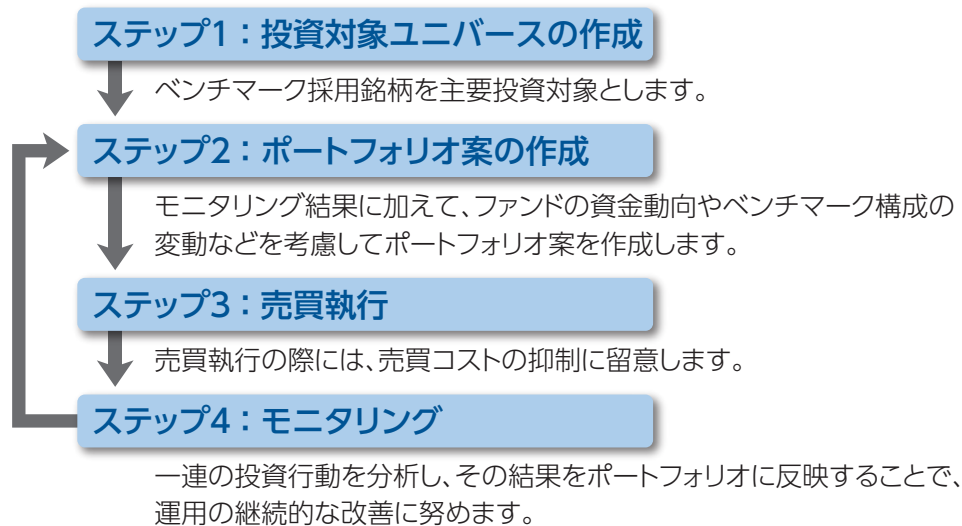 ステップ1：投資対象ユニバースの作成
ベンチマーク採用銘柄を主要投資対象とします。
ステップ2：ポートフォリオ案の作成
モニタリング結果に加えて、ファンドの資金動向やベンチマーク構成の
変動などを考慮してポートフォリオ案を作成します。
ステップ3：売買執行
売買執行の際には、売買コストの抑制に留意します。
ステップ4：モニタリング
一連の投資行動を分析し、その結果をポートフォリオに反映することで、
運用の継続的な改善に努めます。